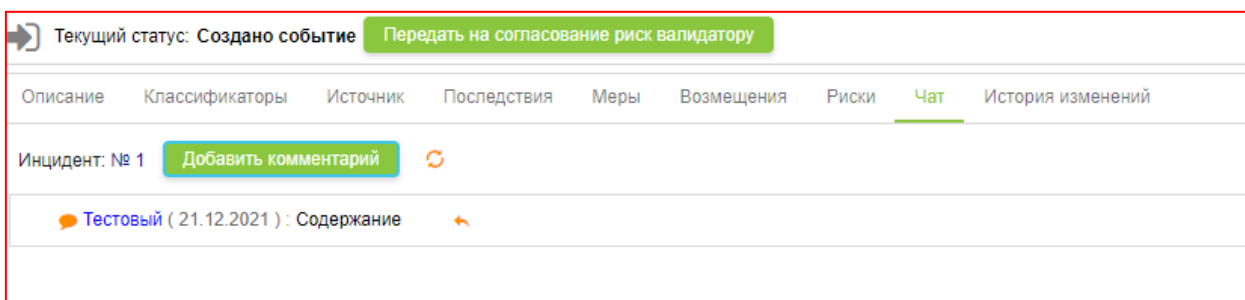 Текущий статус: Создано событие Передать на согласование риск валидатору
Описание Классификаторы Источник Последствия Меры Возмещения Риски Чат История изменений
Инцидент: № 1 Добавить комментарий
Тестовый ( 21.12.2021 ) : Содержание